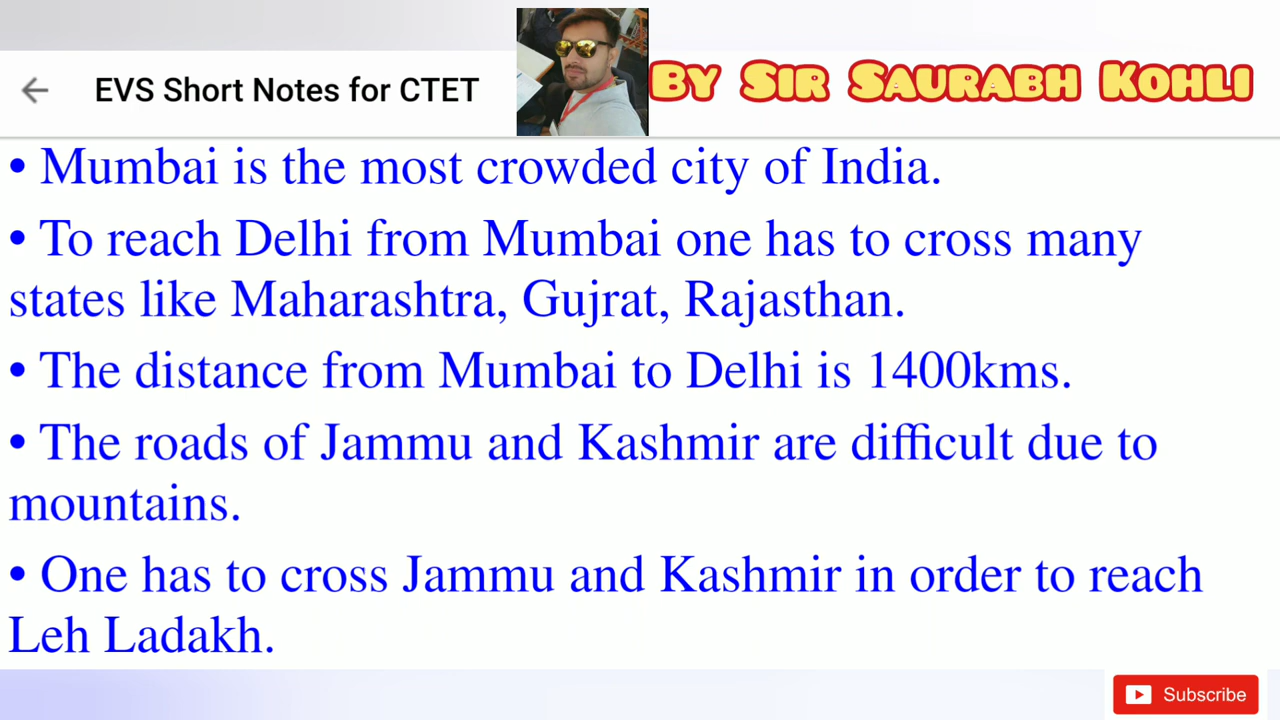 EVS Short Notes for CTET
By Sir Saurabh Kohli
• Mumbai is the most crowded city of India.
• To reach Delhi from Mumbai one has to cross many
states like Maharashtra, Gujrat, Rajasthan.
• The distance from Mumbai to Delhi is 1400kms.
• The roads of Jammu and Kashmir are difficult due to
mountains.
• One has to cross Jammu and Kashmir in order to reach
Leh Ladakh.
Subscribe